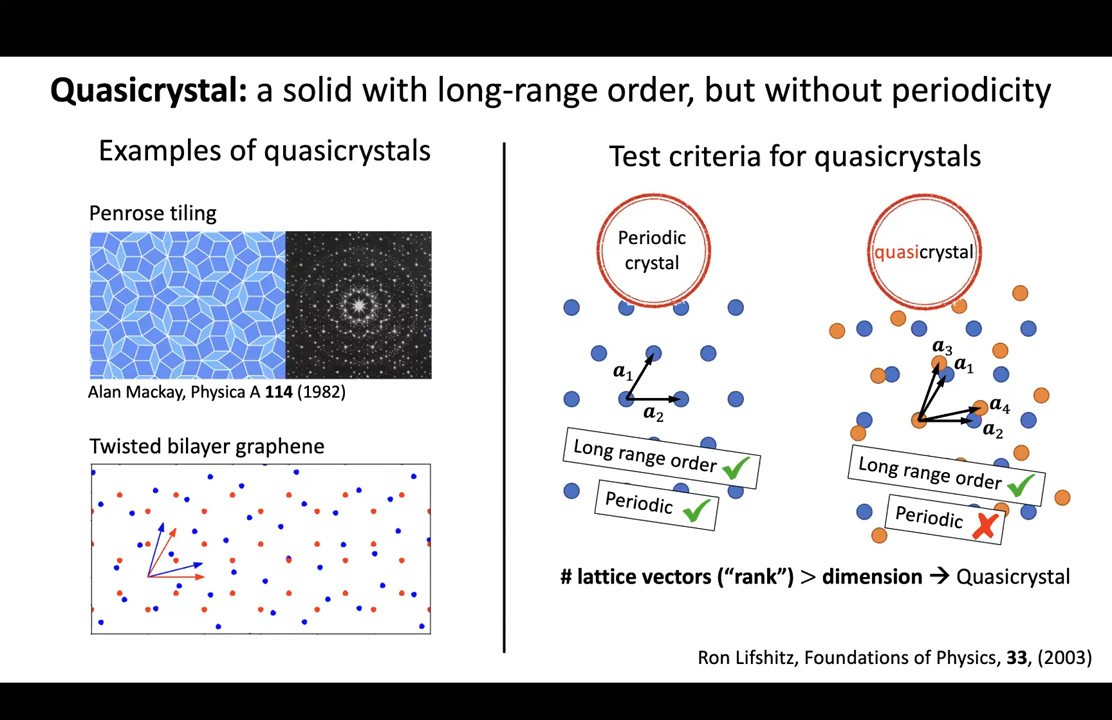 Quasicrystal: a solid with long-range order, but without periodicity
Examples of quasicrystals
Penrose tiling
Alan Mackay, Physica A 114 (1982)
Twisted bilayer graphene
Test criteria for quasicrystals
Periodic
crystal
a₁
a₂
Long range order
Periodic
quasicrystal
a₃
a₁
a₄
a₂
Long range order
Periodic
# lattice vectors (“rank”) > dimension → Quasicrystal
Ron Lifshitz, Foundations of Physics, 33, (2003)